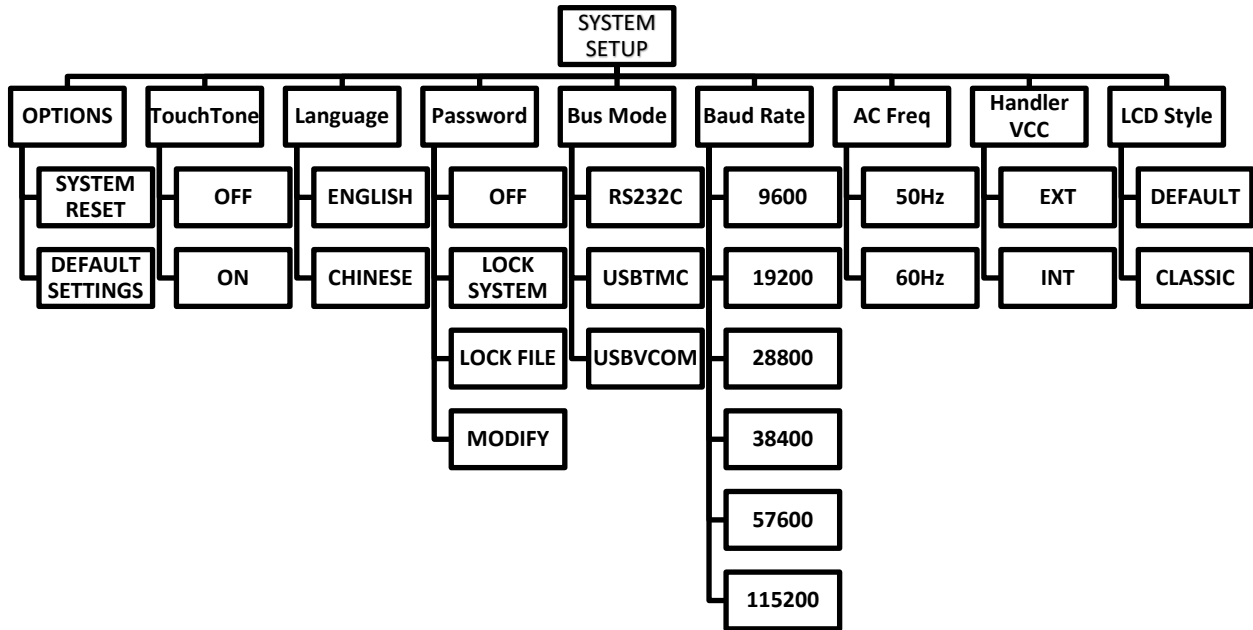 SYSTEM
SETUP
OPTIONS
TouchTone
Language
Password
Bus Mode
Baud Rate
AC Freq
Handler
VCC
LCD Style
SYSTEM
RESET
OFF
ENGLISH
OFF
RS232C
9600
50Hz
EXT
DEFAULT
DEFAULT
SETTINGS
ON
CHINESE
LOCK
SYSTEM
USBTMC
19200
60Hz
INT
CLASSIC
LOCK FILE
USBVCOM
28800
MODIFY
38400
57600
115200